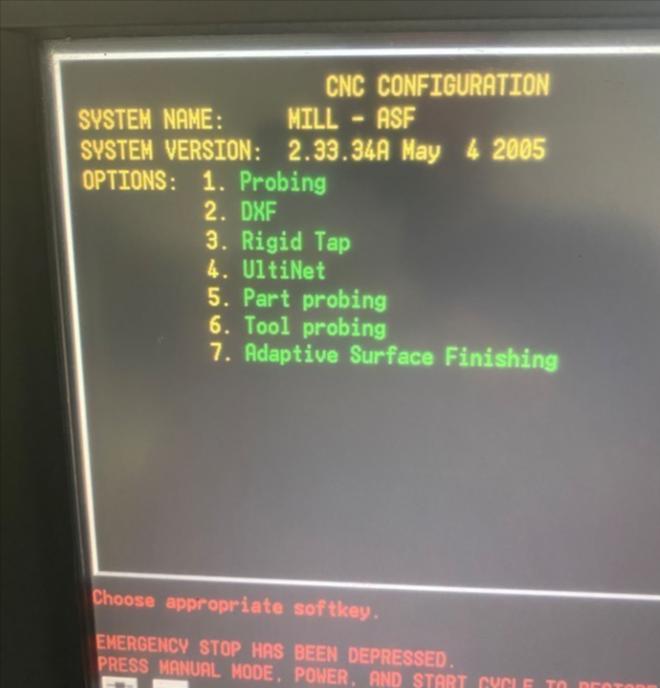 CNC CONFIGURATION
SYSTEM NAME: MILL - ASF
SYSTEM VERSION: 2.33.34A May 4 2005
OPTIONS: 1. Probing
2. DXF
3. Rigid Tap
4. UltiNet
5. Part probing
6. Tool probing
7. Adaptive Surface Finishing
Choose appropriate softkey.
EMERGENCY STOP HAS BEEN DEPRESSED.
PRESS MANUAL MODE, POWER, AND START CYCLE TO